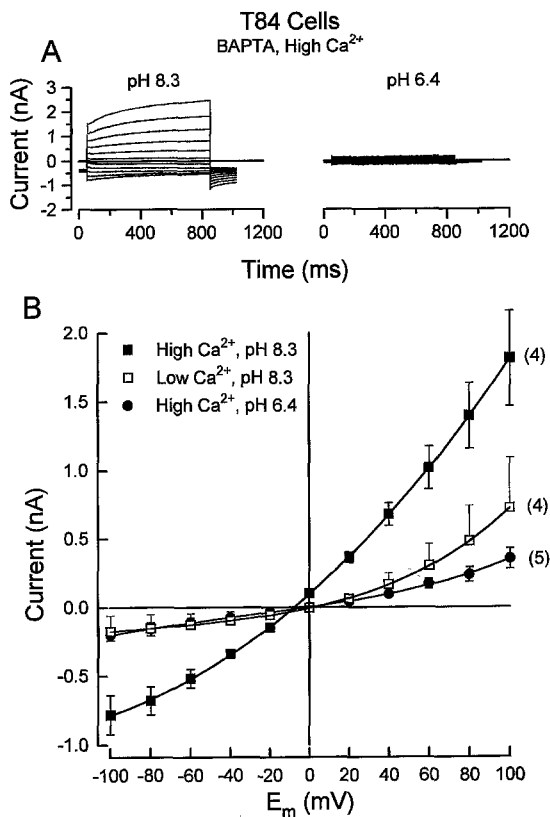 T84 Cells
BAPTA, High Ca²⁺
A
pH 8.3
pH 6.4
Current (nA)
3
2
1
0
-1
-2
0 400 800 1200
0 400 800 1200
Time (ms)
B
High Ca²⁺, pH 8.3
Low Ca²⁺, pH 8.3
High Ca²⁺, pH 6.4
(4)
(4)
(5)
Current (nA)
2.0
1.5
1.0
0.5
0.0
-0.5
-1.0
-100 -80 -60 -40 -20 0 20 40 60 80 100
Eₘ (mV)